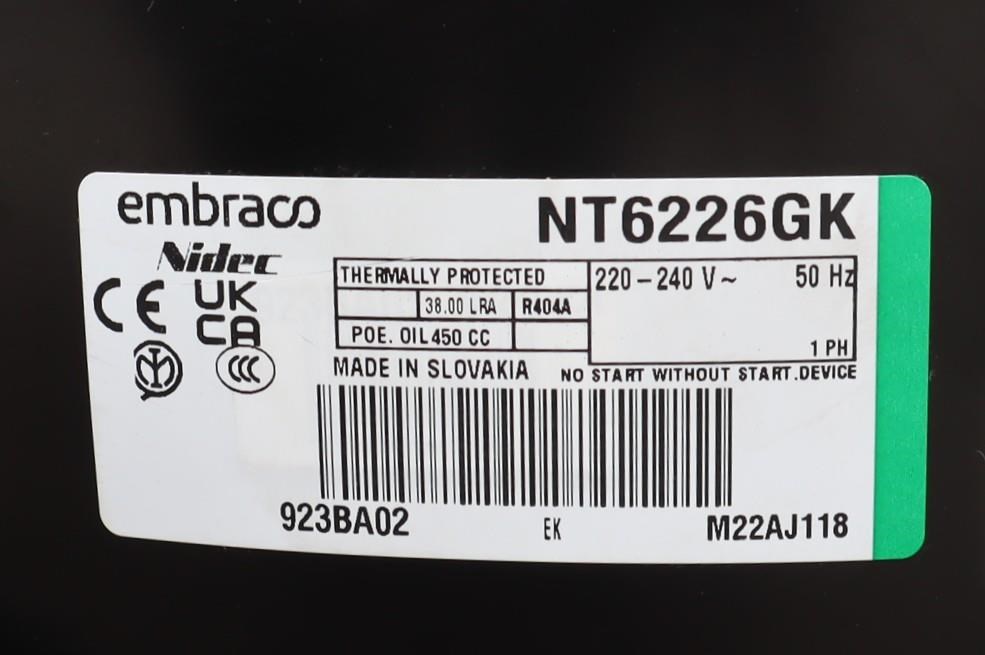 embraco
NT6226GK
Nidec
CE UK CA
THERMALLY PROTECTED
38.00 LRA R404A
POE. OIL 450 CC
220-240 V~ 50 Hz
1 PH
CCC
MADE IN SLOVAKIA
NO START WITHOUT START.DEVICE
923BA02 EK M22AJ118